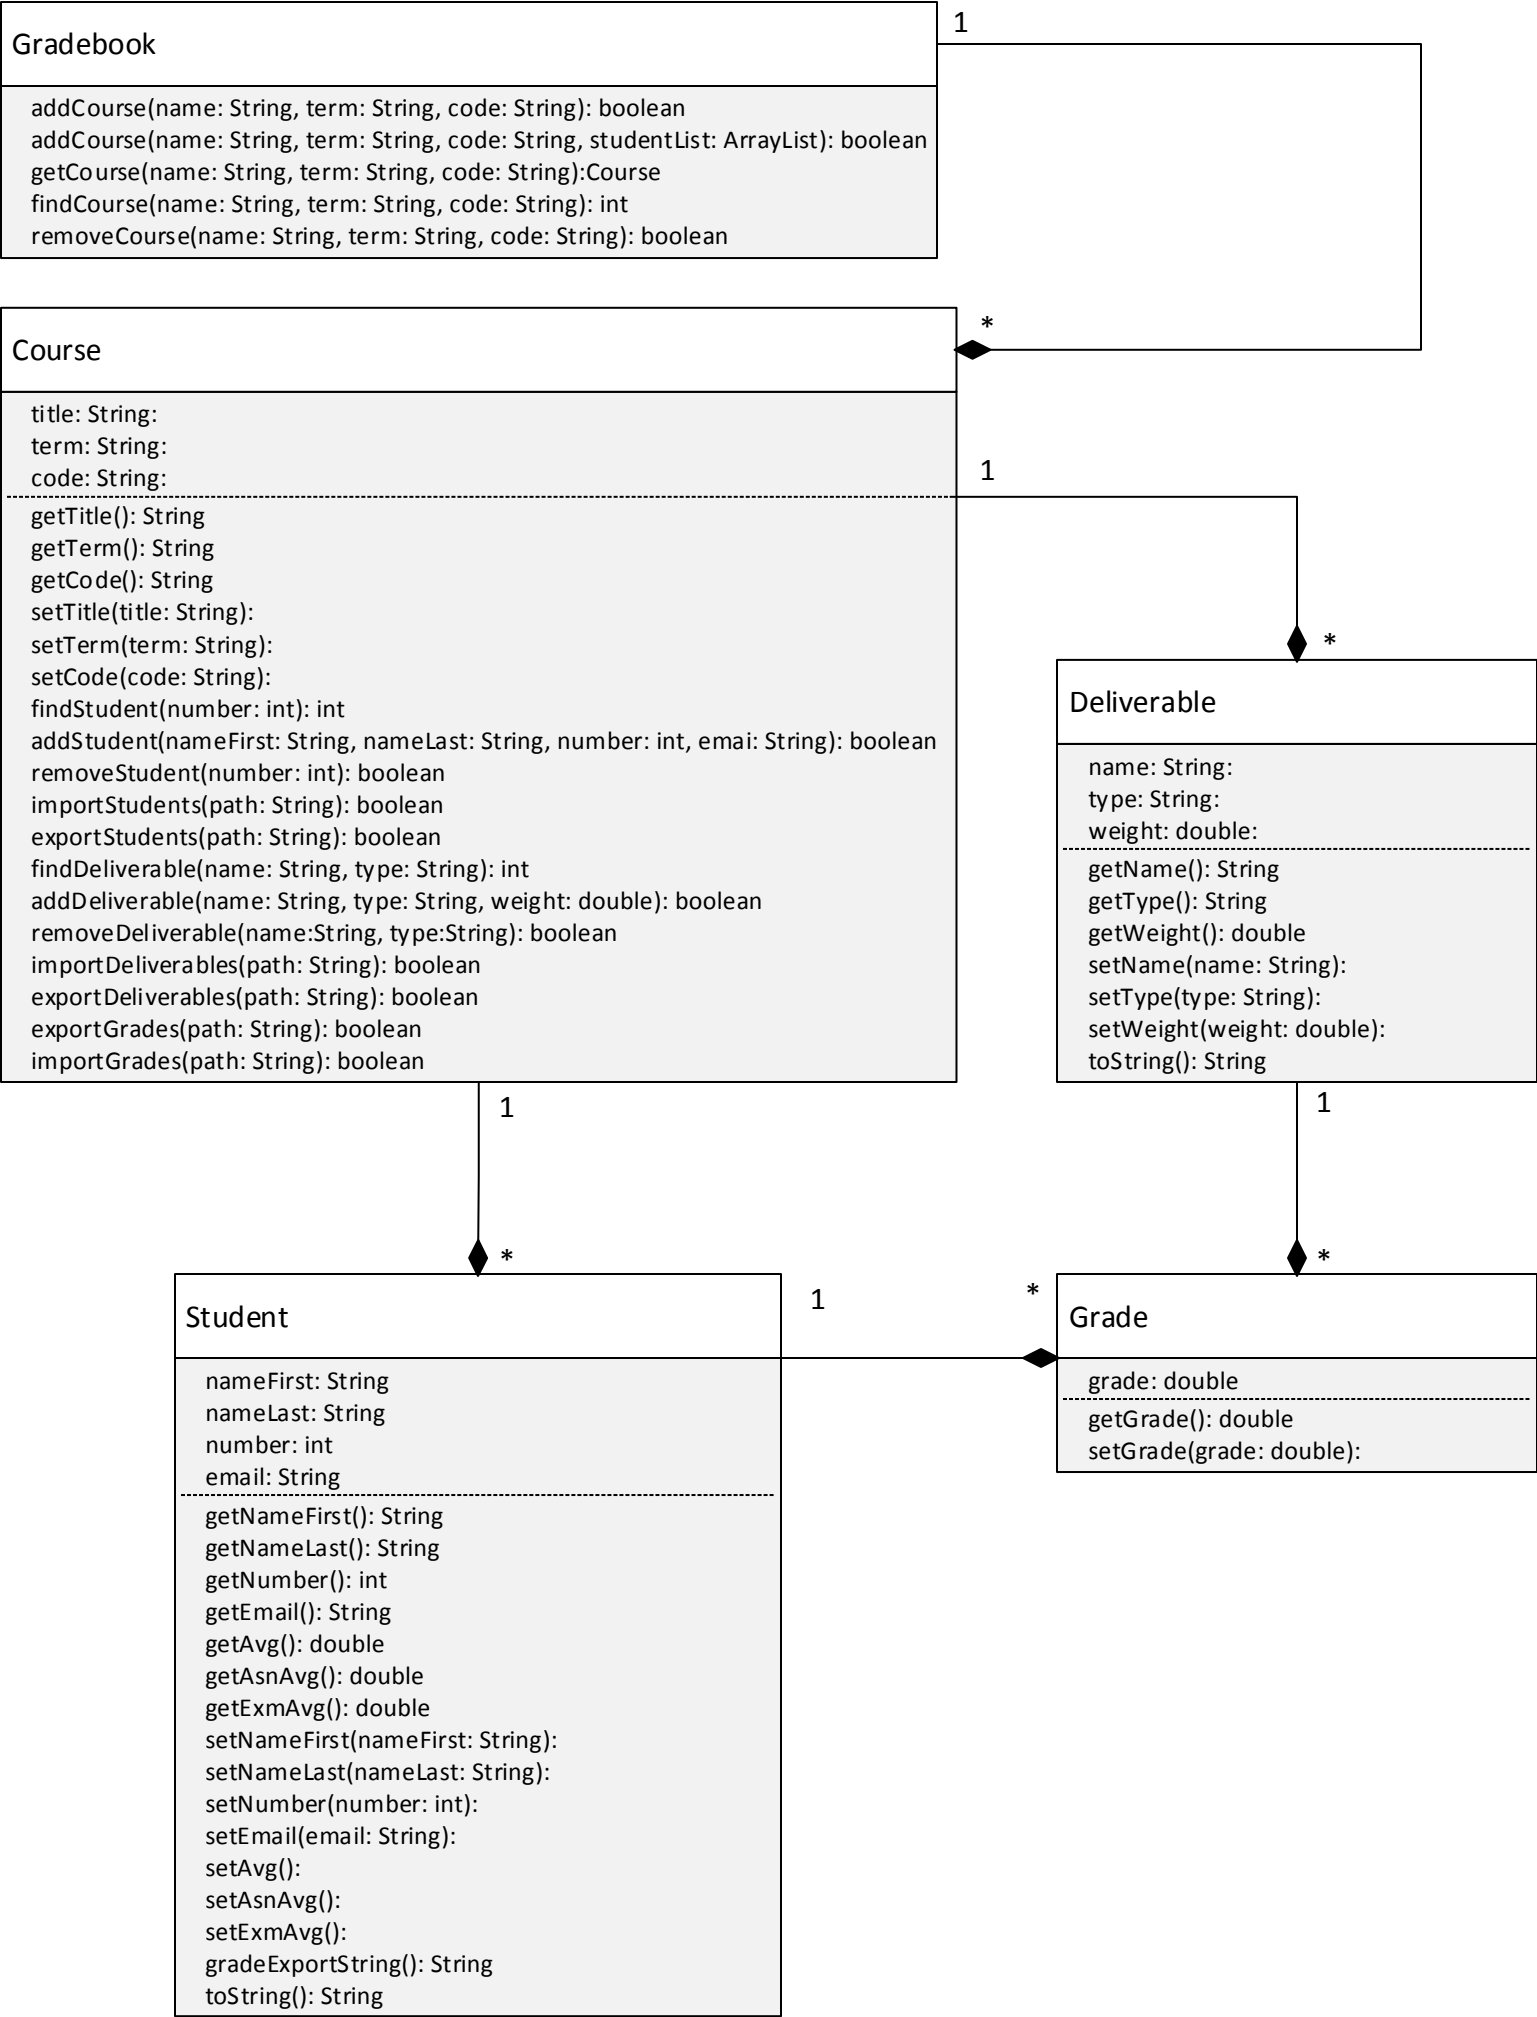 Gradebook
1
addCourse(name: String, term: String, code: String): boolean
addCourse(name: String, term: String, code: String, studentList: ArrayList): boolean
getCourse(name: String, term: String, code: String):Course
findCourse(name: String, term: String, code: String): int
removeCourse(name: String, term: String, code: String): boolean
*
Course
title: String:
term: String:
code: String:
1
getTitle(): String
getTerm(): String
getCode(): String
setTitle(title: String):
setTerm(term: String):
setCode(code: String):
findStudent(number: int): int
addStudent(nameFirst: String, nameLast: String, number: int, emai: String): boolean
removeStudent(number: int): boolean
importStudents(path: String): boolean
exportStudents(path: String): boolean
findDeliverable(name: String, type: String): int
addDeliverable(name: String, type: String, weight: double): boolean
removeDeliverable(name:String, type:String): boolean
importDeliverables(path: String): boolean
exportDeliverables(path: String): boolean
exportGrades(path: String): boolean
importGrades(path: String): boolean
*
Deliverable
name: String:
type: String:
weight: double:
getName(): String
getType(): String
getWeight(): double
setName(name: String):
setType(type: String):
setWeight(weight: double):
toString(): String
1
1
*
*
Student
1
*
Grade
nameFirst: String
nameLast: String
number: int
email: String
getNameFirst(): String
getNameLast(): String
getNumber(): int
getEmail(): String
getAvg(): double
getAsnAvg(): double
getExmAvg(): double
setNameFirst(nameFirst: String):
setNameLast(nameLast: String):
setNumber(number: int):
setEmail(email: String):
setAvg():
setAsnAvg():
setExmAvg():
gradeExportString(): String
toString(): String
grade: double
getGrade(): double
setGrade(grade: double):